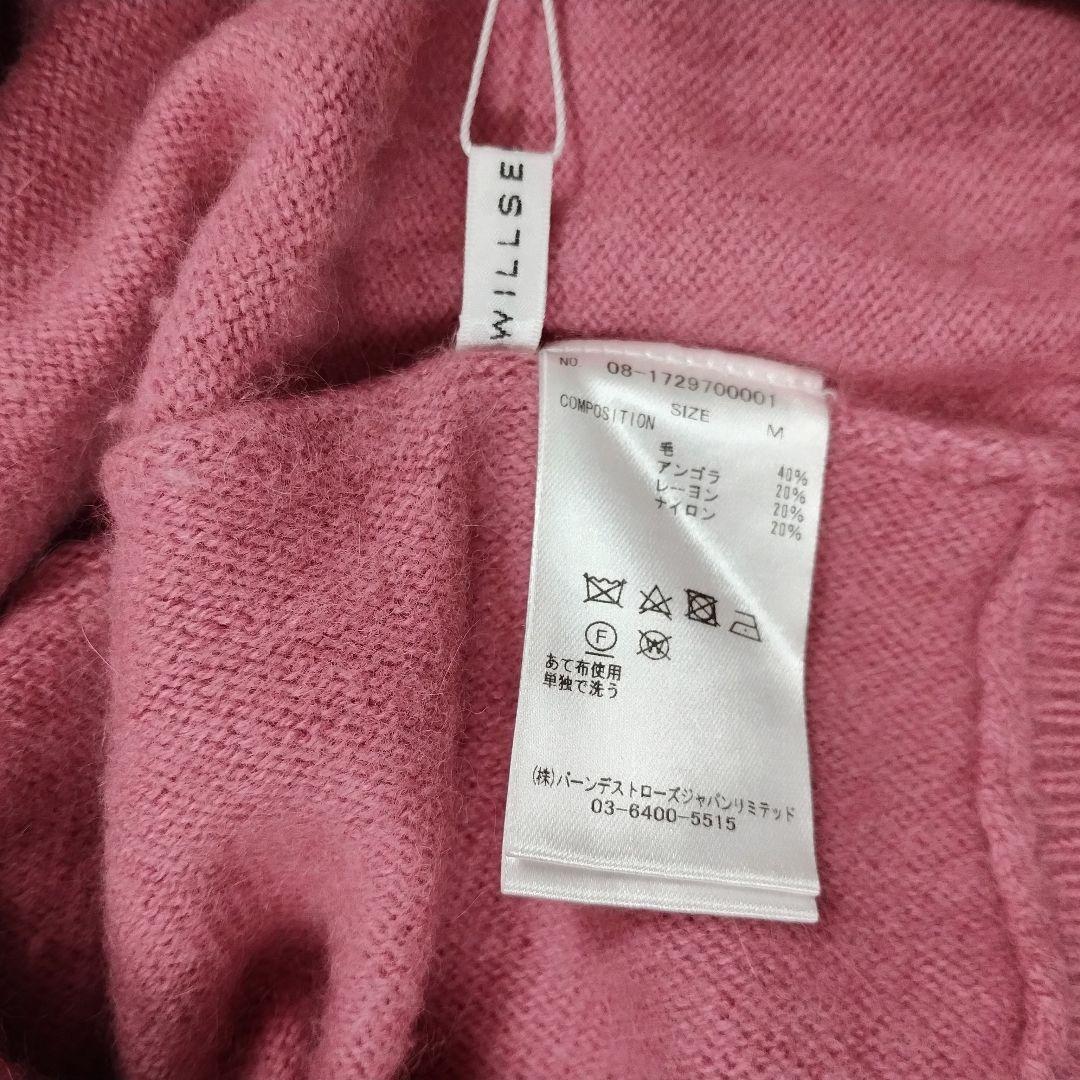 WILLSE
NO. 08-1729700001
SIZE M
COMPOSITION
毛 40%
アンゴラ 20%
レーヨン 20%
ナイロン 20%
F
W
あて布使用
単独で洗う
(株)バーンデストローズジャパンリミテッド
03-6400-5515